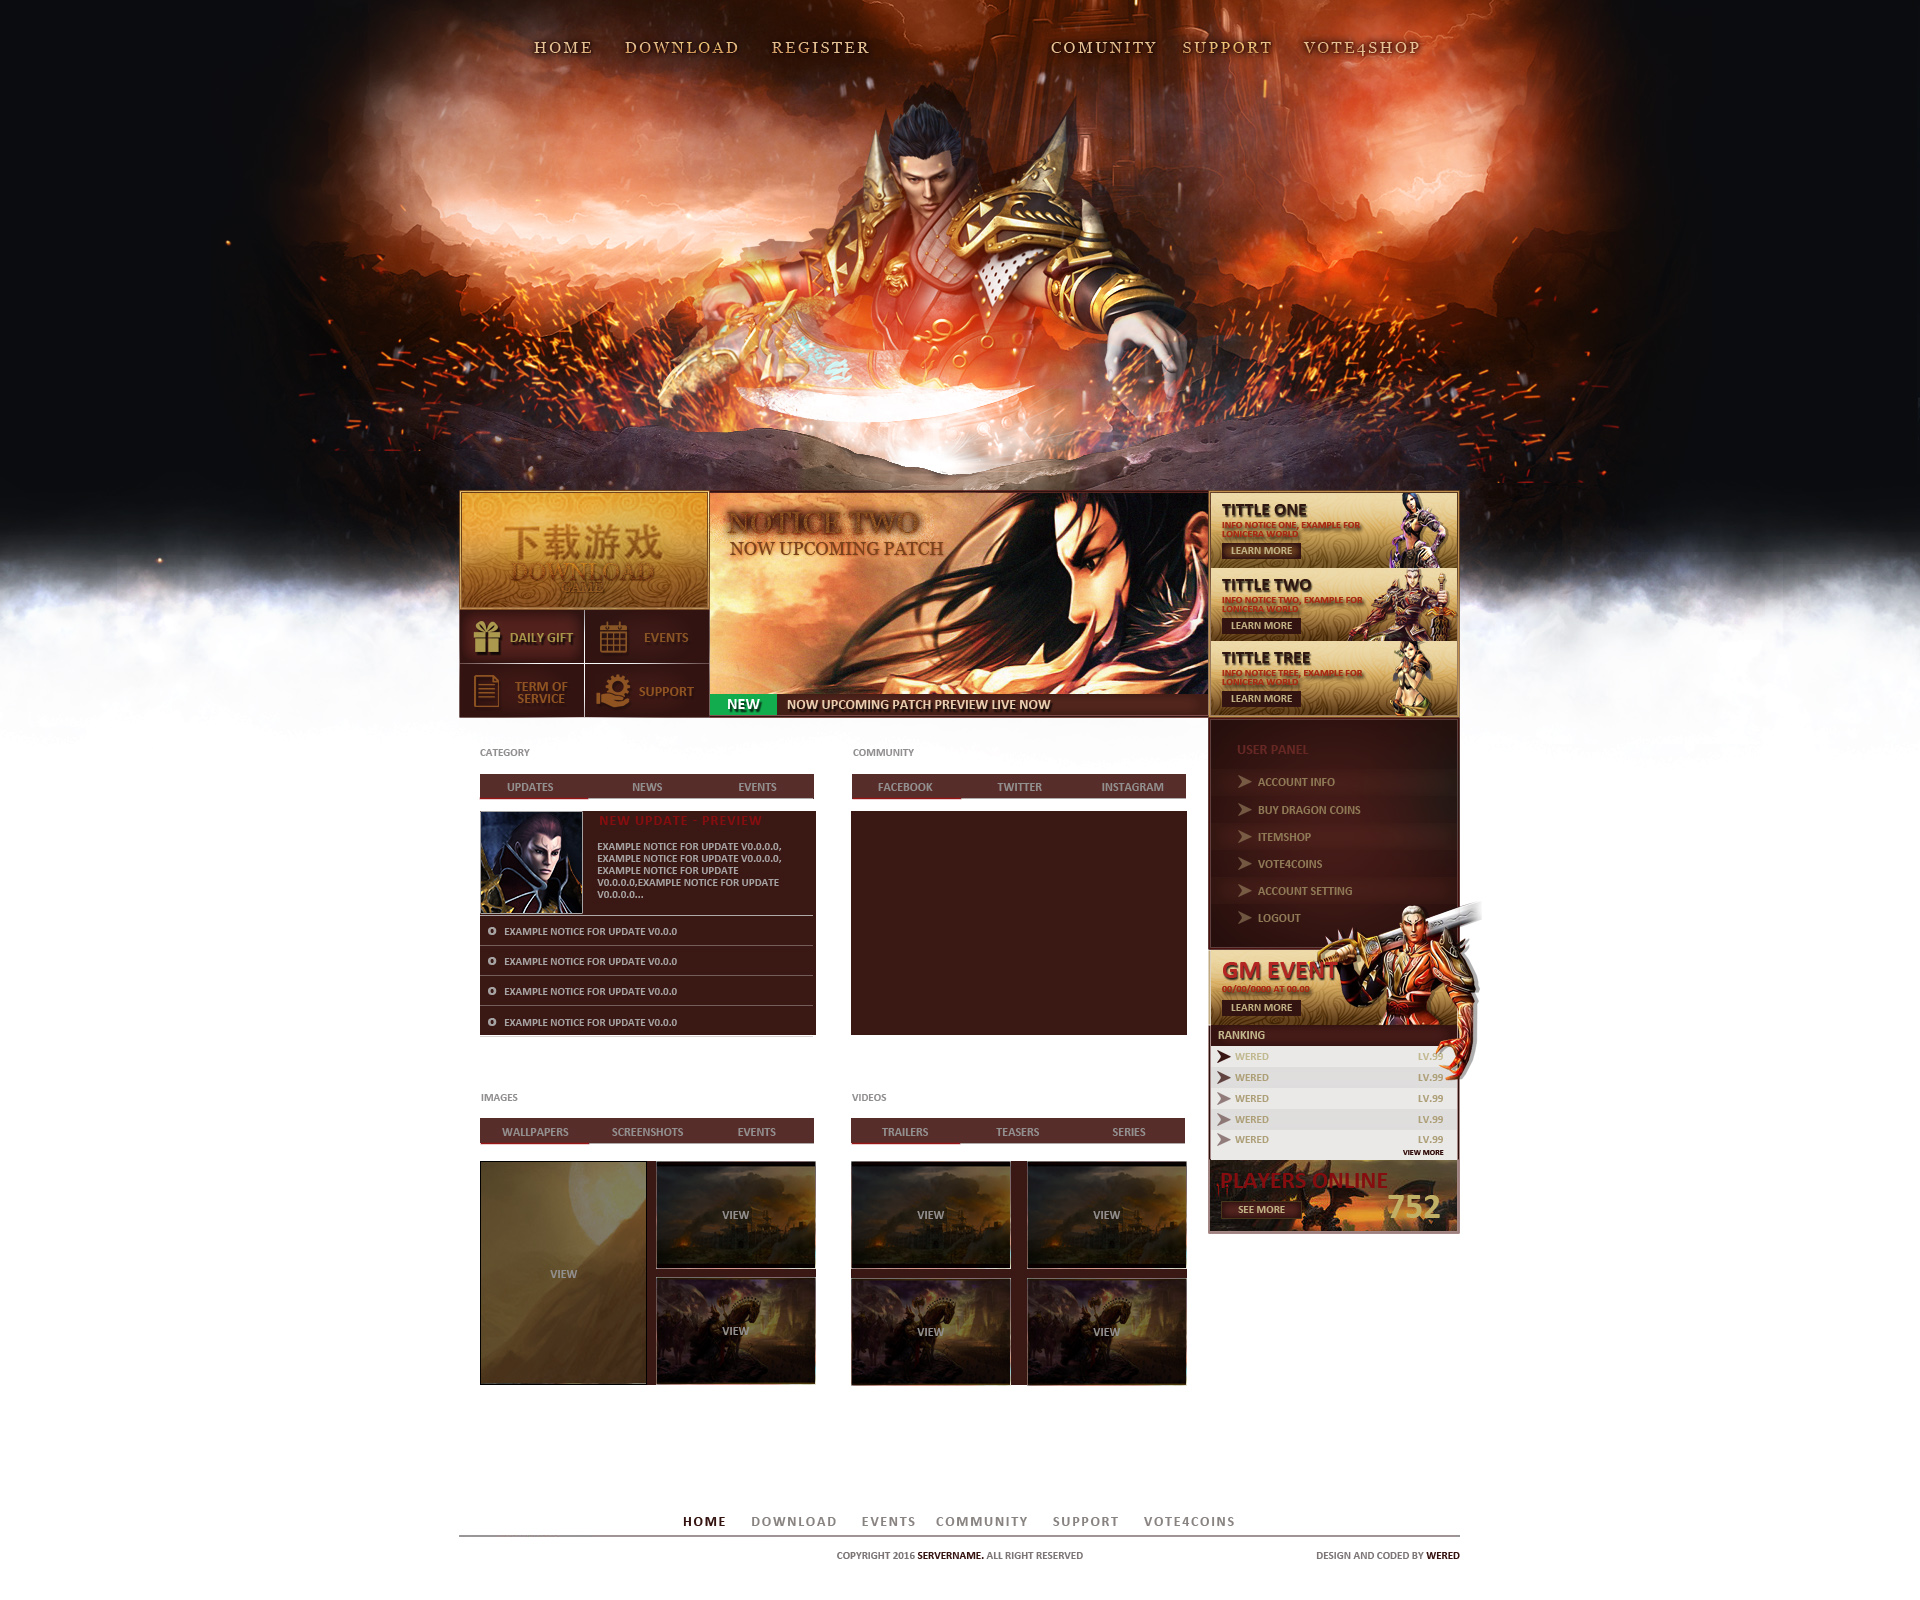 HOME DOWNLOAD REGISTER COMUNITY SUPPORT VOTE4SHOP
下载游戏
DOWNLOAD
GAME
DAILY GIFT
EVENTS
TERM OF
SERVICE
SUPPORT
NOTICE TWO
NOW UPCOMING PATCH
NEW NOW UPCOMING PATCH PREVIEW LIVE NOW
TITTLE ONE
INFO NOTICE ONE, EXAMPLE FOR
LONICERA WORLD
LEARN MORE
TITTLE TWO
INFO NOTICE TWO, EXAMPLE FOR
LONICERA WORLD
LEARN MORE
TITTLE TREE
INFO NOTICE TREE, EXAMPLE FOR
LONICERA WORLD
LEARN MORE
CATEGORY
UPDATES NEWS EVENTS
NEW UPDATE - PREVIEW
EXAMPLE NOTICE FOR UPDATE V0.0.0.0,
EXAMPLE NOTICE FOR UPDATE V0.0.0.0,
EXAMPLE NOTICE FOR UPDATE
V0.0.0.0,EXAMPLE NOTICE FOR UPDATE
V0.0.0.0...
EXAMPLE NOTICE FOR UPDATE V0.0.0
EXAMPLE NOTICE FOR UPDATE V0.0.0
EXAMPLE NOTICE FOR UPDATE V0.0.0
EXAMPLE NOTICE FOR UPDATE V0.0.0
COMMUNITY
FACEBOOK TWITTER INSTAGRAM
USER PANEL
ACCOUNT INFO
BUY DRAGON COINS
ITEMSHOP
VOTE4COINS
ACCOUNT SETTING
LOGOUT
GM EVENT
00/00/0000 AT 00.00
LEARN MORE
RANKING
WERED LV.99
WERED LV.99
WERED LV.99
WERED LV.99
WERED LV.99
VIEW MORE
PLAYERS ONLINE
752
SEE MORE
IMAGES
WALLPAPERS SCREENSHOTS EVENTS
VIEW
VIEW
VIEW
VIDEOS
TRAILERS TEASERS SERIES
VIEW VIEW
VIEW VIEW
HOME DOWNLOAD EVENTS COMMUNITY SUPPORT VOTE4COINS
COPYRIGHT 2016 SERVERNAME. ALL RIGHT RESERVED
DESIGN AND CODED BY WERED